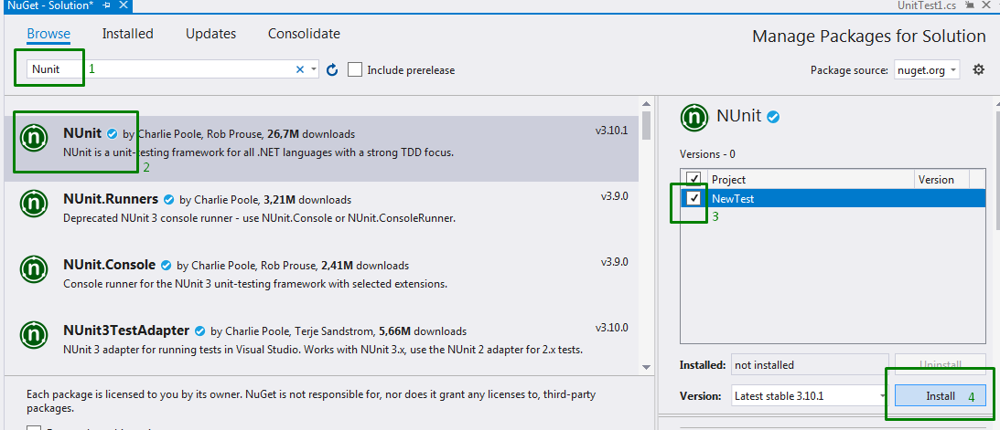 NuGet - Solution*
UnitTest1.cs
Browse Installed Updates Consolidate
Manage Packages for Solution
Nunit 1
Include prerelease
Package source: nuget.org
NUnit by Charlie Poole, Rob Prouse, 26,7M downloads v3.10.1
NUnit is a unit-testing framework for all .NET languages with a strong TDD focus.
2
NUnit.Runners by Charlie Poole, 3,21M downloads v3.9.0
Deprecated NUnit 3 console runner - use NUnit.Console or NUnit.ConsoleRunner.
NUnit.Console by Charlie Poole, Rob Prouse, 2,41M downloads v3.9.0
Console runner for the NUnit 3 unit-testing framework with selected extensions.
NUnit3TestAdapter by Charlie Poole, Terje Sandstrom, 5,66M downloads v3.10.0
NUnit 3 adapter for running tests in Visual Studio. Works with NUnit 3.x, use the NUnit 2 adapter for 2.x tests.
Each package is licensed to you by its owner. NuGet is not responsible for, nor does it grant any licenses to, third-party
packages.
NUnit
Versions - 0
Project Version
NewTest
3
Installed: not installed Uninstall
Version: Latest stable 3.10.1 Install 4